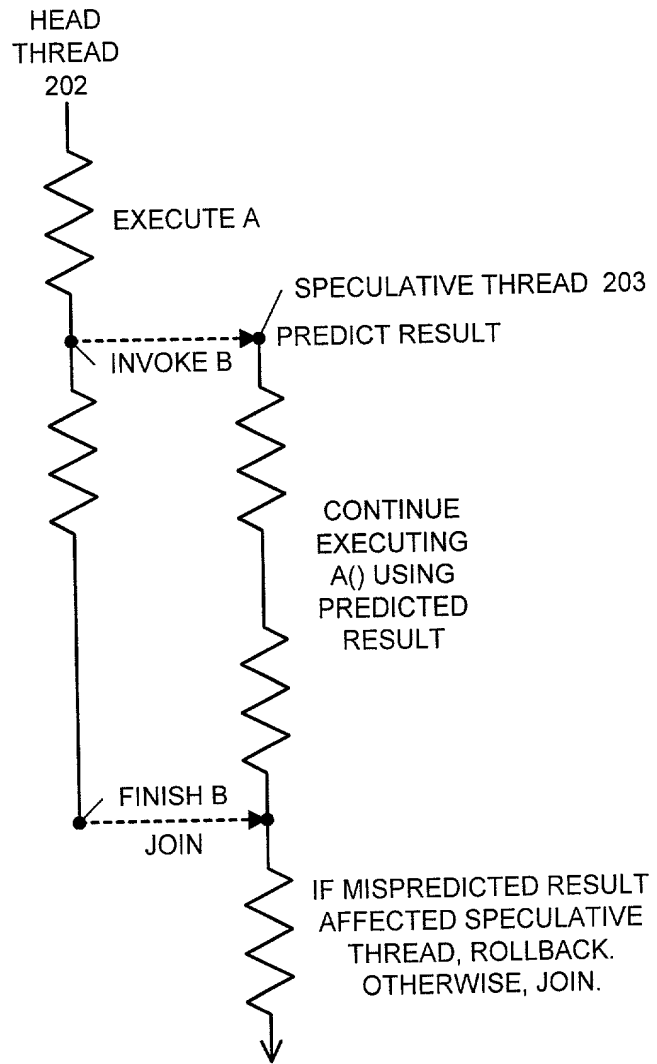 HEAD
THREAD
202
EXECUTE A
SPECULATIVE THREAD 203
PREDICT RESULT
INVOKE B
CONTINUE
EXECUTING
A() USING
PREDICTED
RESULT
FINISH B
JOIN
IF MISPREDICTED RESULT
AFFECTED SPECULATIVE
THREAD, ROLLBACK.
OTHERWISE, JOIN.